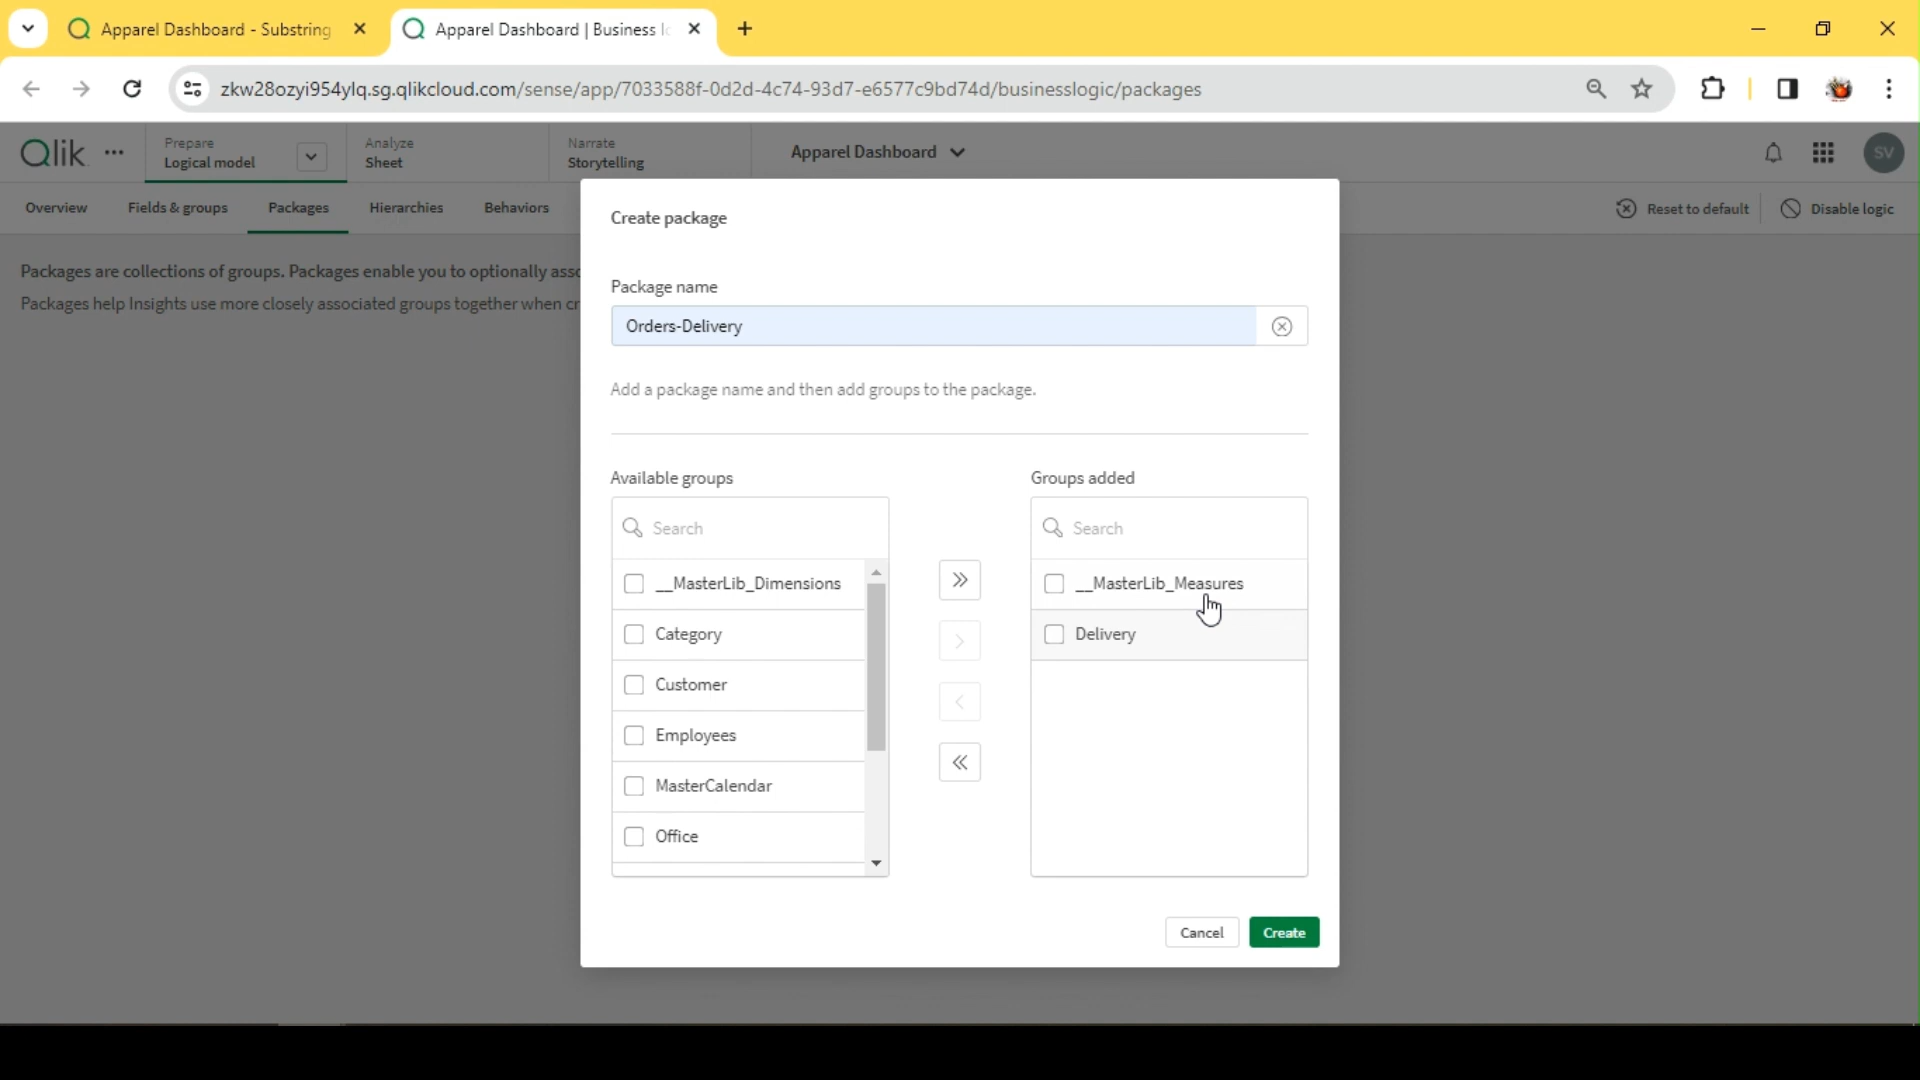 Apparel Dashboard - Substring
Apparel Dashboard | Business lo
zkw28ozyi954ylq.sg.qlikcloud.com/sense/app/7033588f-0d2d-4c74-93d7-e6577c9bd74d/businesslogic/packages
Qlik
Prepare
Logical model
Analyze
Sheet
Narrate
Storytelling
Apparel Dashboard
SV
Overview
Fields & groups
Packages
Hierarchies
Behaviors
Reset to default
Disable logic
Packages are collections of groups. Packages enable you to optionally asso
Packages help Insights use more closely associated groups together when cr
Create package
Package name
Orders-Delivery
Add a package name and then add groups to the package.
Available groups
Search
__MasterLib_Dimensions
Category
Customer
Employees
MasterCalendar
Office
Groups added
Search
__MasterLib_Measures
Delivery
Cancel
Create